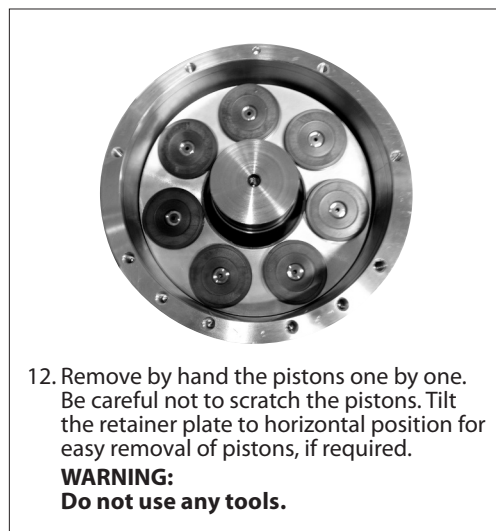 12. Remove by hand the pistons one by one.
Be careful not to scratch the pistons. Tilt
the retainer plate to horizontal position for
easy removal of pistons, if required.
WARNING:
Do not use any tools.